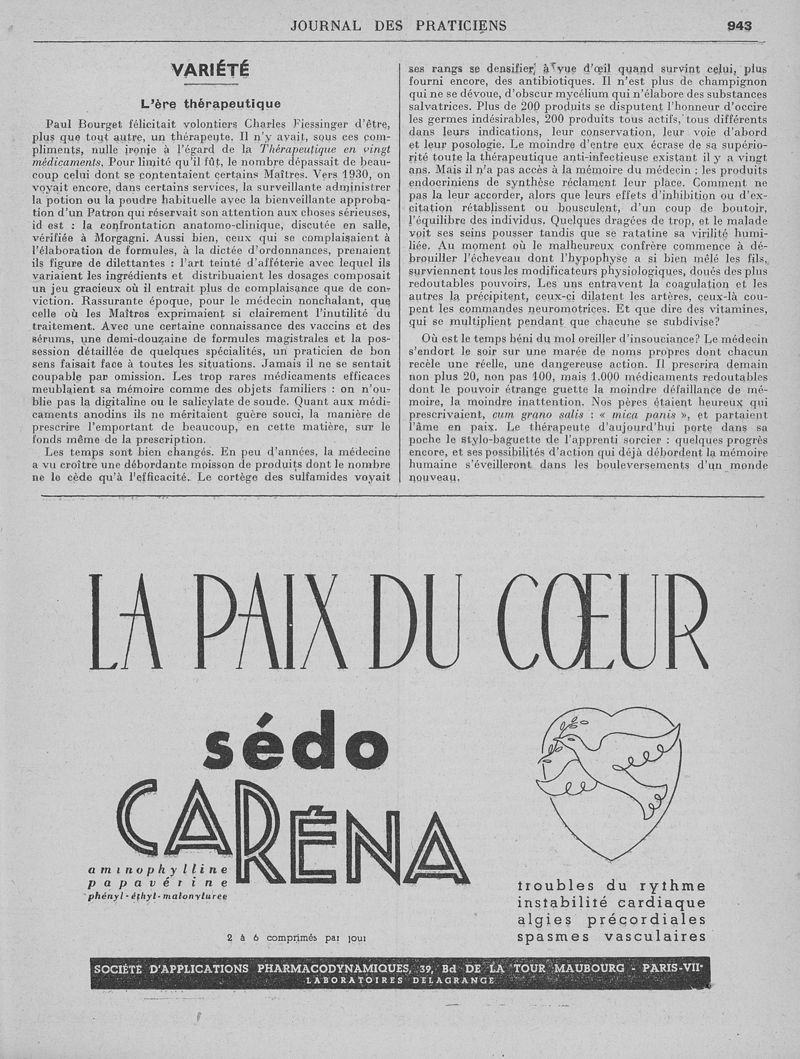 JOURNAL DES PRATICIENS 943
VARIÉTÉ
L'ère thérapeutique
Paul Bourget félicitait volontiers Charles Fiessinger d'être,
plus que tout autre, un thérapeute. Il n'y avait, sous ces com-
pliments, nulle ironie à l'égard de la Thérapeutique en vingt
médicaments. Pour limité qu'il fût, le nombre dépassait de beau-
coup celui dont se contentaient certains Maîtres. Vers 1930, on
voyait encore, dans certains services, la surveillante administrer
la potion ou la poudre habituelle avec la bienveillante approba-
tion d'un Patron qui réservait son attention aux choses sérieuses,
id est : la confrontation anatomo-clinique, discutée en salle,
vérifiée à Morgagni. Aussi bien, ceux qui se complaisaient à
l'élaboration de formules, à la dictée d'ordonnances, prenaient
ils figure de dilettantes : l'art teinté d'afféterie avec lequel ils
variaient les ingrédients et distribuaient les dosages composait
un jeu gracieux où il entrait plus de complaisance que de con-
viction. Rassurante époque, pour le médecin nonchalant, que
celle où les Maîtres exprimaient si clairement l'inutilité du
traitement. Avec une certaine connaissance des vaccins et des
sérums, une demi-douzaine de formules magistrales et la pos-
session détaillée de quelques spécialités, un praticien de bon
sens faisait face à toutes les situations. Jamais il ne se sentait
coupable par omission. Les trop rares médicaments efficaces
meublaient sa mémoire comme des objets familiers : on n'ou-
blie pas la digitaline ou le salicylate de soude. Quant aux médi-
caments anodins ils ne méritaient guère souci, la manière de
prescrire l'important de beaucoup, en cette matière, sur le
fonds même de la prescription.
Les temps sont bien changés. En peu d'années, la médecine
a vu croître une débordante moisson de produits dont le nombre
ne le cède qu'à l'efficacité. Le cortège des sulfamides voyait
ses rangs se densifier à vue d'œil quand survint celui, plus
fourni encore, des antibiotiques. Il n'est plus de champignon
qui ne se dévoue, d'obscur mycélium qui n'élabore des substances
salvatrices. Plus de 200 produits se disputent l'honneur d'occire
les germes indésirables, 200 produits tous actifs, tous différents
dans leurs indications, leur conservation, leur voie d'abord
et leur posologie. Le moindre d'entre eux écrase de sa supério-
rité toute la thérapeutique anti-infectieuse existant il y a vingt
ans. Mais il n'a pas accès à la mémoire du médecin : les produits
endocriniens de synthèse réclament leur place. Comment ne
pas la leur accorder, alors que leurs effets d'inhibition ou d'ex-
citation rétablissent ou bousculent, d'un coup de boutoir,
l'équilibre des individus. Quelques dragées de trop, et le malade
voit ses seins pousser tandis que se ratatine sa virilité humi-
liée. Au moment où le malheureux confrère commence à dé-
brouiller l'écheveau dont l'hypophyse a si bien mêlé les fils,
surviennent tous les modificateurs physiologiques, doués des plus
redoutables pouvoirs. Les uns entravent la coagulation et les
autres la précipitent, ceux-ci dilatent les artères, ceux-là cou-
pent les commandes neuromotrices. Et que dire des vitamines,
qui se multiplient pendant que chacune se subdivise?
Où est le temps béni du mol oreiller d'insouciance? Le médecin
s'endort le soir sur une marée de noms propres dont chacun
recèle une réelle, une dangereuse action. Il prescrira demain
non plus 20, non pas 100, mais 1.000 médicaments redoutables
dont le pouvoir étrange guette la moindre défaillance de mé-
moire, la moindre inattention. Nos pères étaient heureux qui
prescrivaient, cum grano salis : « mica panis », et partaient
l'âme en paix. Le thérapeute d'aujourd'hui porte dans sa
poche le stylo-baguette de l'apprenti sorcier : quelques progrès
encore, et ses possibilités d'action qui déjà débordent la mémoire
humaine s'éveilleront dans les bouleversements d'un monde
nouveau.
LA PAIX DU CŒUR
sédo
CARÉNA
aminophylline
papavérine
phényl-éthyl-malonylurée
2 à 6 comprimés par jour
troubles du rythme
instabilité cardiaque
algies précordiales
spasmes vasculaires
SOCIÉTÉ D'APPLICATIONS PHARMACODYNAMIQUES, 39, Bd DE LA TOUR MAUBOURG - PARIS-VIIe
LABORATOIRES DELAGRANGE